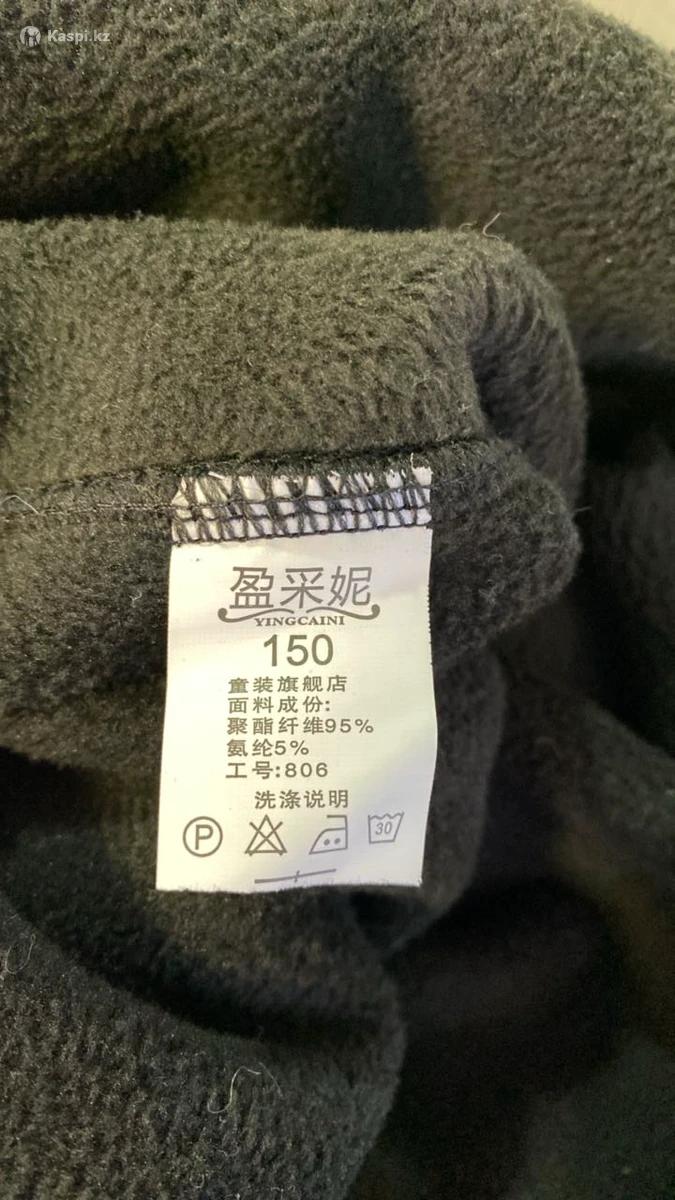 Kaspi.kz
盈采妮
YINGCAINI
150
童装旗舰店
面料成份:
聚酯纤维95%
氨纶5%
工号:806
洗涤说明
P
30